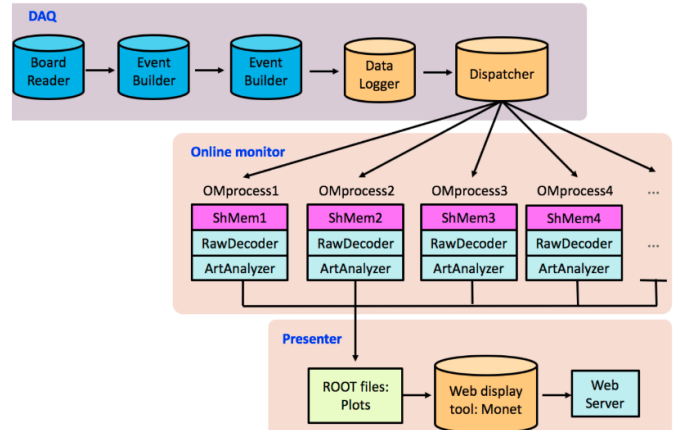 DAQ
Board
Reader
Event
Builder
Event
Builder
Data
Logger
Dispatcher
Online monitor
OMprocess1
OMprocess2
OMprocess3
OMprocess4
...
ShMem1
ShMem2
ShMem3
ShMem4
RawDecoder
RawDecoder
RawDecoder
RawDecoder
...
ArtAnalyzer
ArtAnalyzer
ArtAnalyzer
ArtAnalyzer
Presenter
ROOT files:
Plots
Web display
tool: Monet
Web
Server